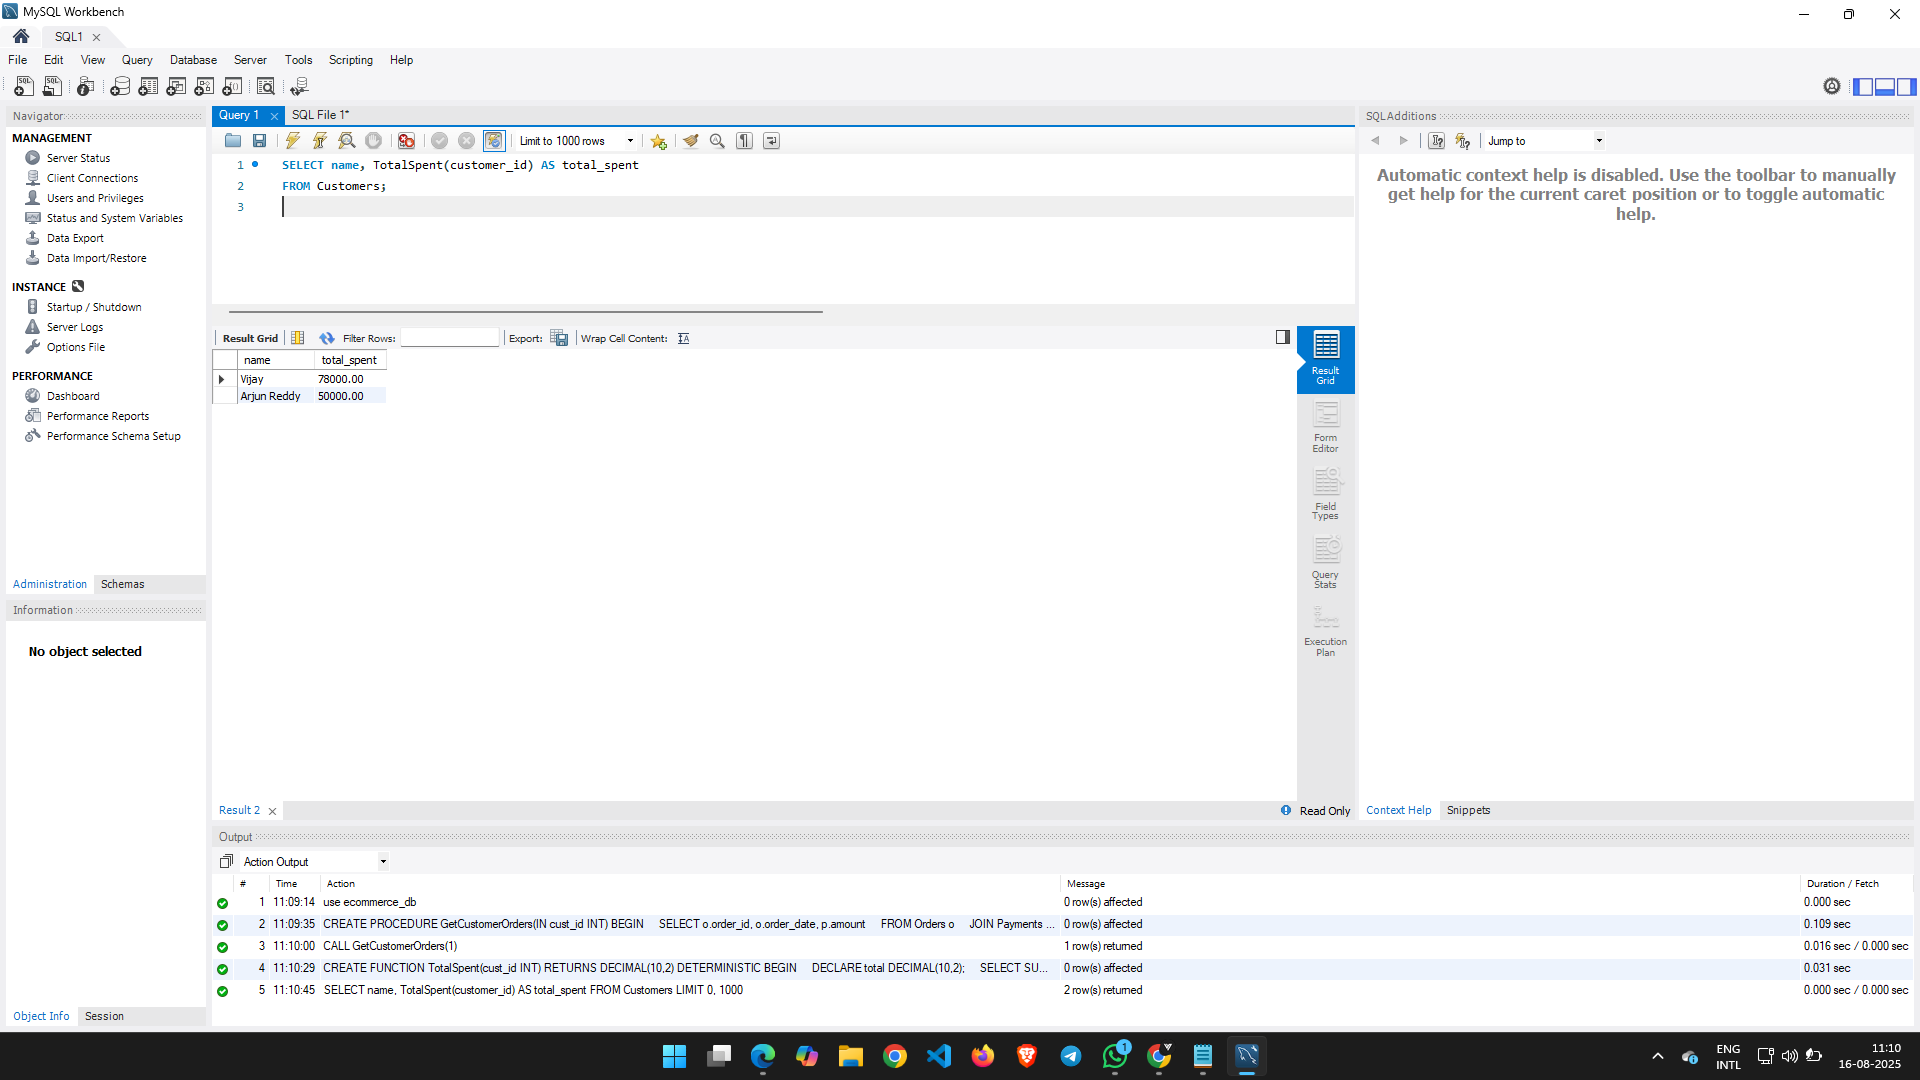 MySQL Workbench
SQL1
File Edit View Query Database Server Tools Scripting Help
Navigator
MANAGEMENT
Server Status
Client Connections
Users and Privileges
Status and System Variables
Data Export
Data Import/Restore
INSTANCE
Startup / Shutdown
Server Logs
Options File
PERFORMANCE
Dashboard
Performance Reports
Performance Schema Setup
Administration Schemas
Information
No object selected
Object Info Session
Query 1 SQL File 1*
Limit to 1000 rows
1 SELECT name, TotalSpent(customer_id) AS total_spent
2 FROM Customers;
3
Result Grid Filter Rows: Export: Wrap Cell Content:
name total_spent
Vijay 78000.00
Arjun Reddy 50000.00
Result
Grid
Form
Editor
Field
Types
Query
Stats
Execution
Plan
Result 2 Read Only
SQLAdditions
Jump to
Automatic context help is disabled. Use the toolbar to manually
get help for the current caret position or to toggle automatic
help.
Context Help Snippets
Output
Action Output
# Time Action Message Duration / Fetch
1 11:09:14 use ecommerce_db 0 row(s) affected 0.000 sec
2 11:09:35 CREATE PROCEDURE GetCustomerOrders(IN cust_id INT) BEGIN SELECT o.order_id, o.order_date, p.amount FROM Orders o JOIN Payments ... 0 row(s) affected 0.109 sec
3 11:10:00 CALL GetCustomerOrders(1) 1 row(s) returned 0.016 sec / 0.000 sec
4 11:10:29 CREATE FUNCTION TotalSpent(cust_id INT) RETURNS DECIMAL(10,2) DETERMINISTIC BEGIN DECLARE total DECIMAL(10,2); SELECT SU... 0 row(s) affected 0.031 sec
5 11:10:45 SELECT name, TotalSpent(customer_id) AS total_spent FROM Customers LIMIT 0, 1000 2 row(s) returned 0.000 sec / 0.000 sec
1
ENG
INTL
11:10
16-08-2025